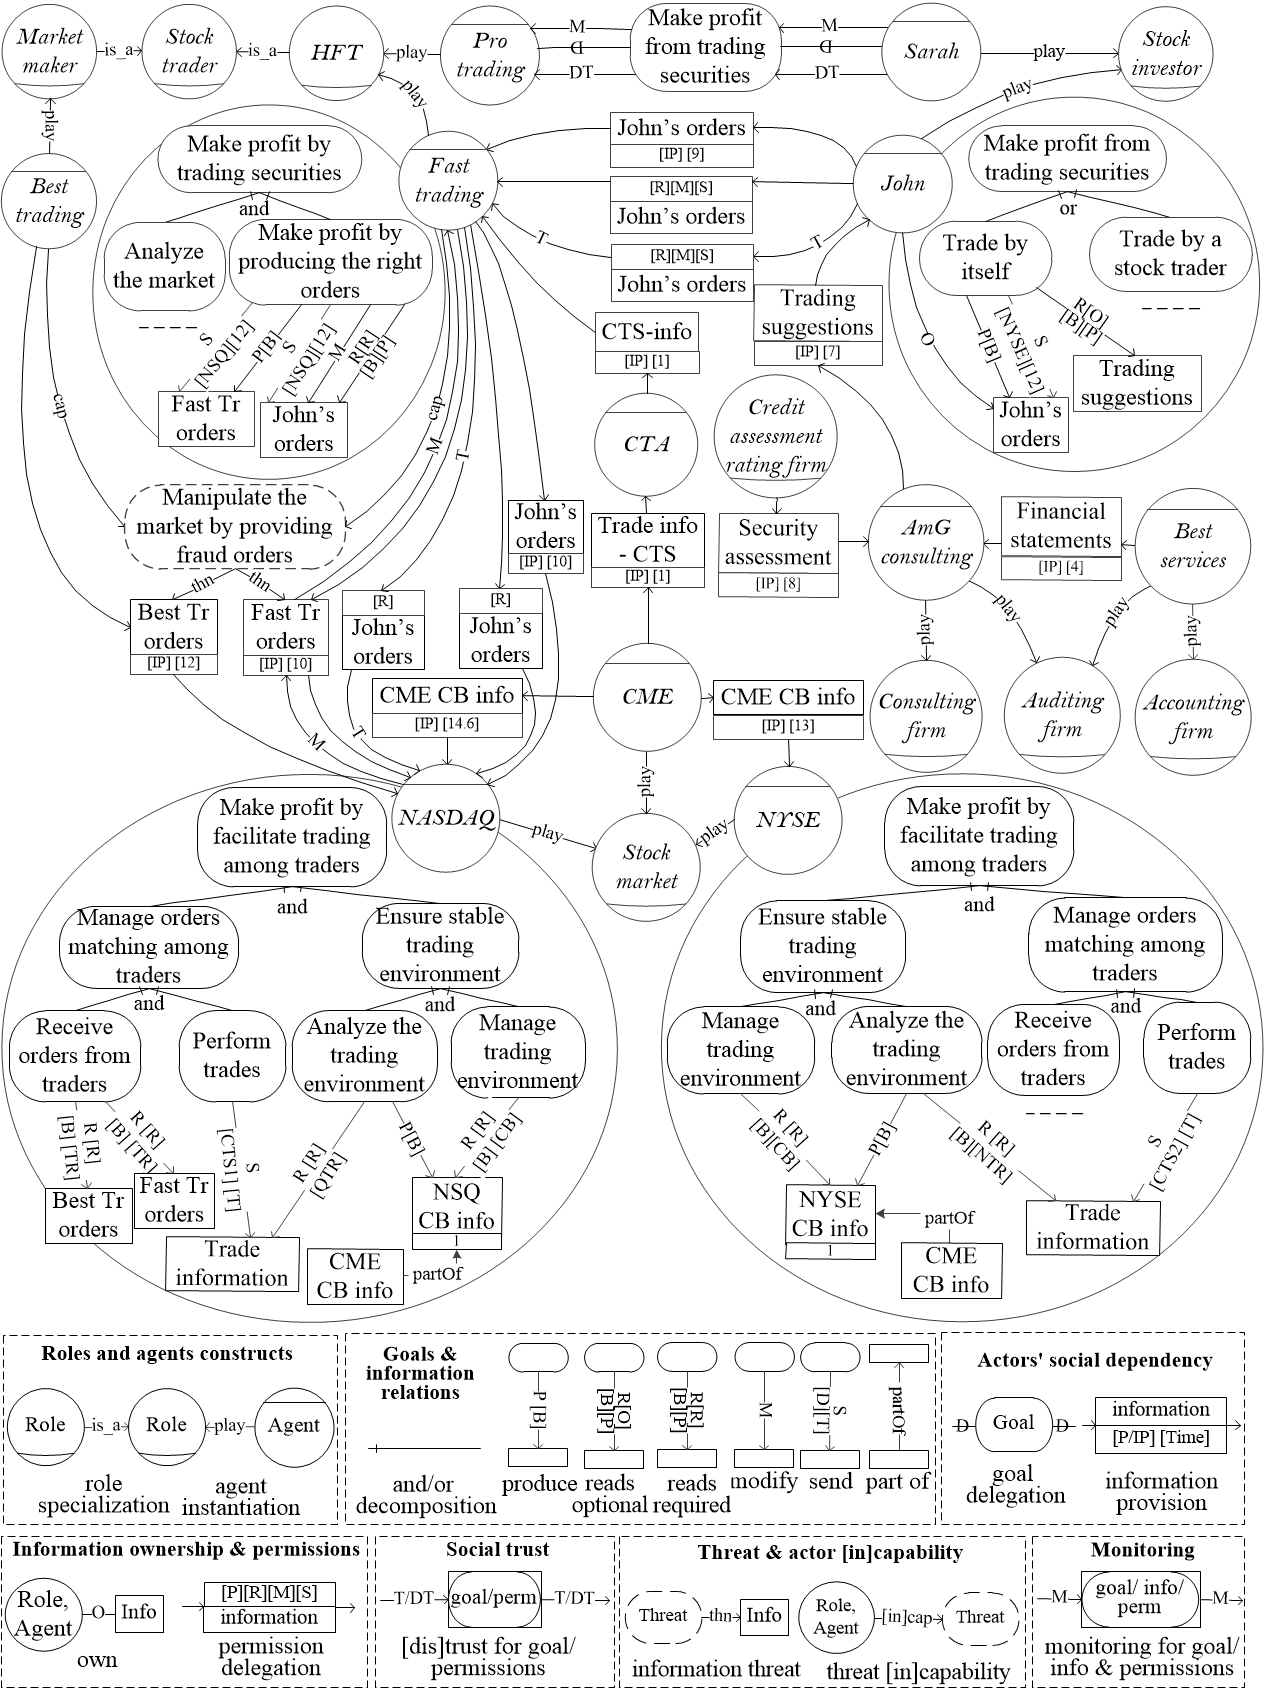 Market
maker
is_a
Stock
trader
is_a
HFT
play
Pro
trading
M
D
DT
Make profit
from trading
securities
M
D
DT
Sarah
play
Stock
investor
play
play
play
Best
trading
Make profit by
trading securities
and
Analyze
the market
Make profit by
producing the right
orders
S
[NSQ][12]
P[B]
S
[NSQ][12]
M
R[R]
[B][P]
Fast Tr
orders
John's
orders
Fast
trading
John's orders
[IP] [9]
[R][M][S]
John's orders
T
[R][M][S]
John's orders
T
John
Make profit from
trading securities
or
Trade by
itself
Trade by a
stock trader
O
P[B]
S
[NYSE][12]
R[O]
[B][P]
John's
orders
Trading
suggestions
Trading
suggestions
[IP] [7]
CTS-info
[IP] [1]
CTA
Credit
assessment
rating firm
cap
cap
M
T
Manipulate the
market by providing
fraud orders
thn
thn
Best Tr
orders
[IP] [12]
Fast Tr
orders
[IP] [10]
[R]
John's
orders
[R]
John's
orders
John's
orders
[IP] [10]
Trade info
- CTS
[IP] [1]
Security
assessment
[IP] [8]
AmG
consulting
Financial
statements
[IP] [4]
Best
services
play
play
play
play
Consulting
firm
Auditing
firm
Accounting
firm
M
T
CME CB info
[IP] [14.6]
CME
CME CB info
[IP] [13]
play
NASDAQ
play
Stock
market
play
NYSE
Make profit by
facilitate trading
among traders
and
Manage orders
matching among
traders
and
Ensure stable
trading
environment
and
Receive
orders from
traders
Perform
trades
Analyze the
trading
environment
Manage
trading
environment
R [R]
[B] [TR]
R [R]
[B] [TR]
S
[CTS1] [T]
R [R]
[QTR]
P[B]
R [R]
[B] [CB]
Best Tr
orders
Fast Tr
orders
Trade
information
NSQ
CB info
1
CME
CB info
partOf
Make profit by
facilitate trading
among traders
and
Ensure stable
trading
environment
and
Manage orders
matching among
traders
and
Manage
trading
environment
Analyze the
trading
environment
Receive
orders from
traders
Perform
trades
R [R]
[B][CB]
P[B]
R [R]
[B][NTR]
S
[CTS2] [T]
NYSE
CB info
1
partOf
CME
CB info
Trade
information
Roles and agents constructs
Role
is_a
Role
play
Agent
role
specialization
agent
instantiation
Goals &
information
relations
and/or
decomposition
P [B]
produce
R[O]
[B][P]
reads
optional
R[R]
[B][P]
reads
required
M
modify
S
[D][T]
send
partOf
part of
Actors' social dependency
D
Goal
D
goal
delegation
information
[P/IP] [Time]
information
provision
Information ownership & permissions
Role,
Agent
O
Info
own
[P][R][M][S]
information
permission
delegation
Social trust
T/DT
goal/perm
T/DT
[dis]trust for goal/
permissions
Threat & actor [in]capability
Threat
thn
Info
information threat
Role,
Agent
[in]cap
Threat
threat [in]capability
Monitoring
M
goal/ info/
perm
M
monitoring for goal/
info & permissions